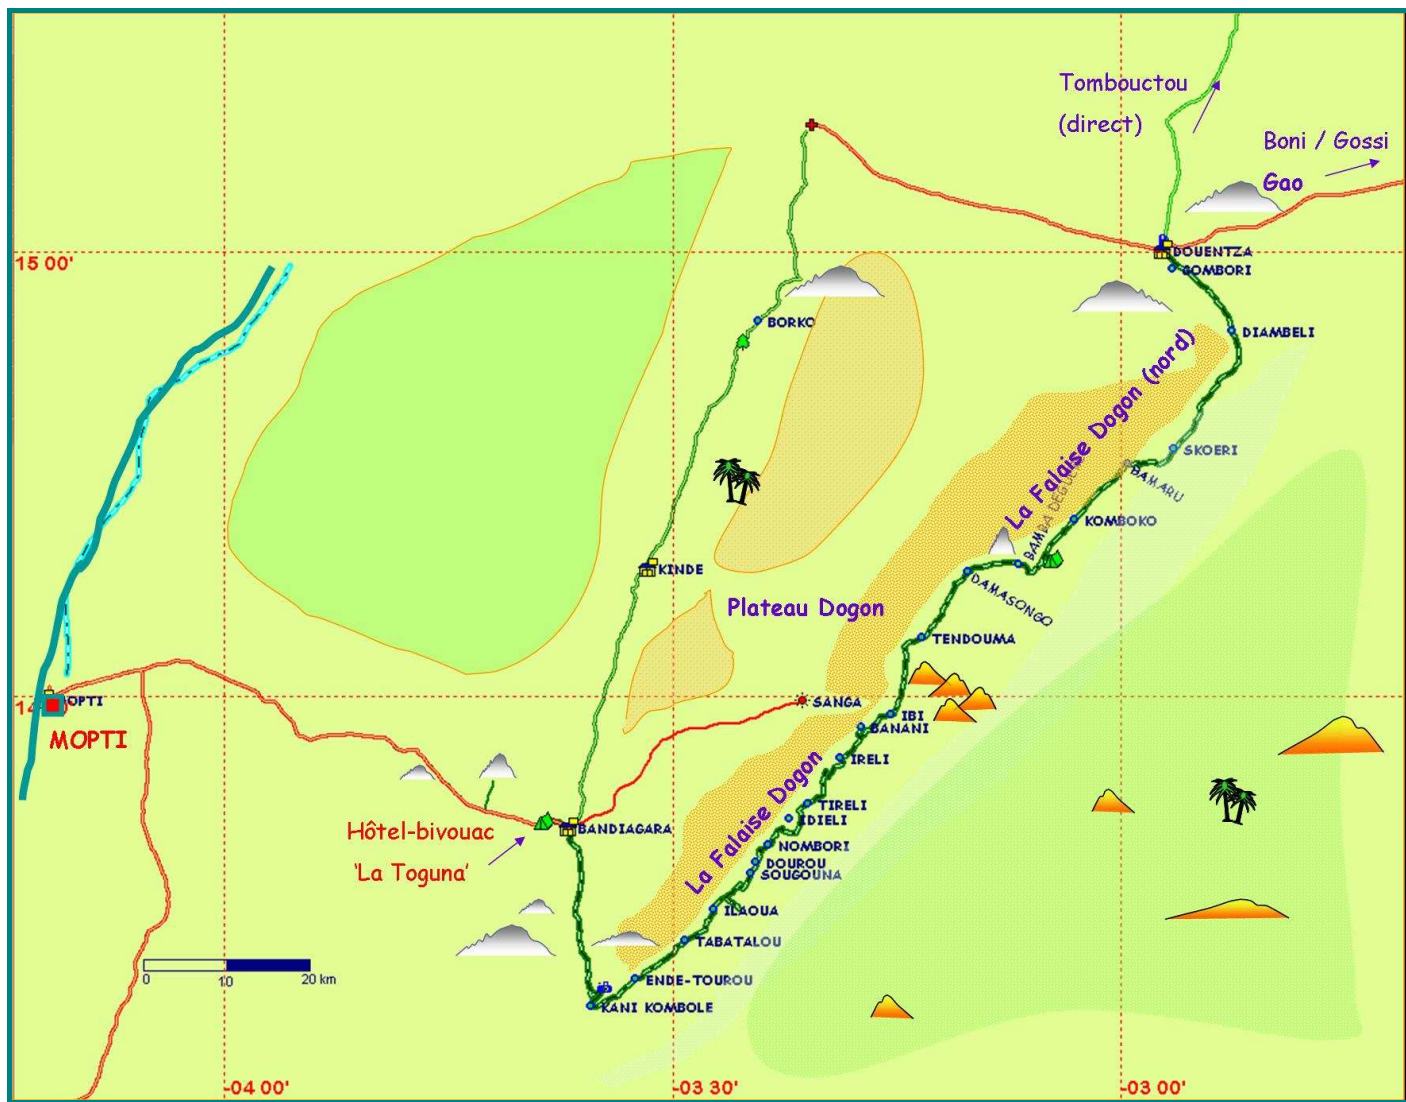 Tombouctou
(direct)
Boni / Gossi
Gao
15 00'
DOUENTZA
GOMBORI
BORKO
DIAMBELI
La Falaise Dogon (nord)
SKOERI
BAMARU
KOMBOKO
KINDE
DAMASONGO
Plateau Dogon
TENDOUMA
OPTI
MOPTI
SANGA
IBI
BANANI
IRELI
La Falaise Dogon
TIRELI
IDIELI
Hôtel-bivouac
'La Toguna'
BANDIAGARA
NOMBORI
DOUROU
SOUGOUNA
ILAOUA
TABATALOU
ENDE-TOUROU
KANI KOMBOLE
0 10 20 km
-04 00'
-03 30'
-03 00'